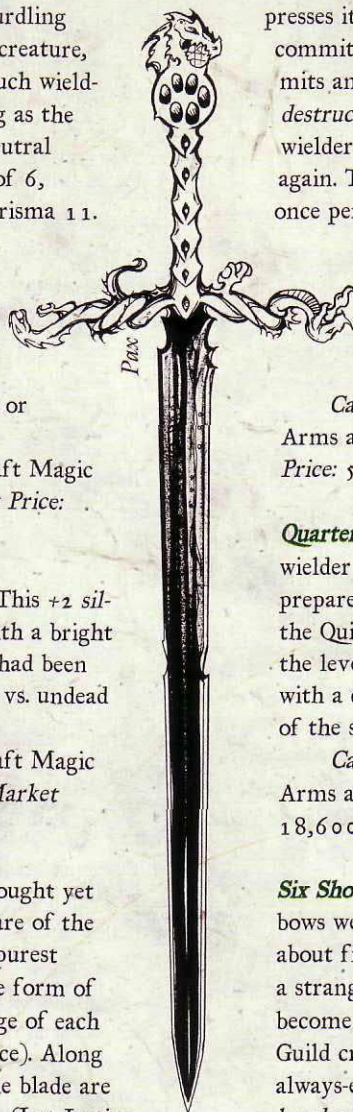 urdling
creature,
uch wield-
g as the
utral
of 6,
risma 11.
or
ft Magic
Price:
This +2 sil-
th a bright
had been
vs. undead
ft Magic
Market
ought yet
are of the
purest
e form of
ge of each
ce). Along
e blade are
Pax
presses it
commit
mits an
destruc
wielder
again. T
once per
Ca
Arms a
Price: 5
Quarter
wielder
prepare
the Qui
the leve
with a
of the s
Ca
Arms a
18,600
Six Sho
bows we
about fi
a strang
become
Guild cr
always-e